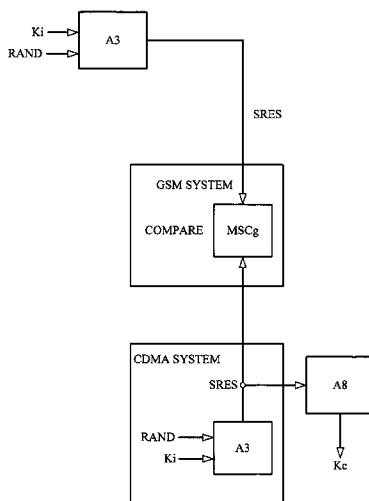 Ki
A3
RAND
SRES
GSM SYSTEM
COMPARE
MSCg
CDMA SYSTEM
SRES
A8
RAND
A3
Ki
Kc